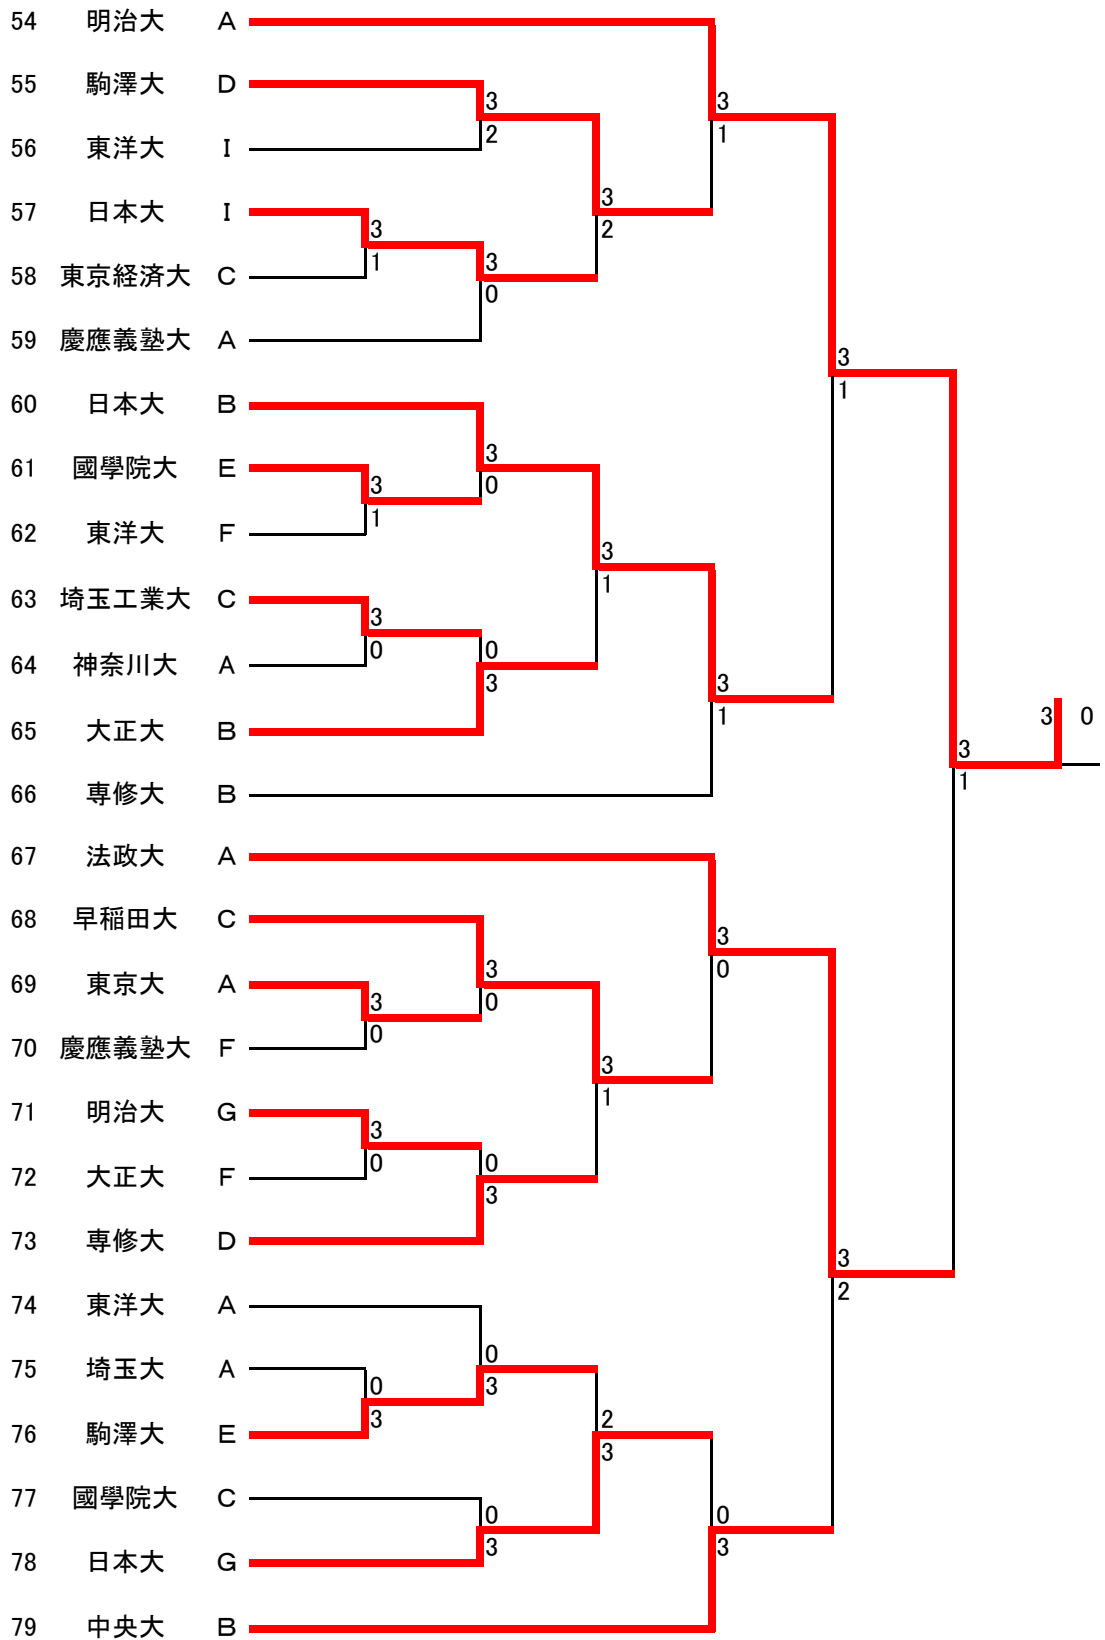 54 明治大 A
3
1
55 駒澤大 D
3
2
56 東洋大 I
3
2
57 日本大 I
3
1
58 東京経済大 C
3
0
59 慶應義塾大 A
3
1
60 日本大 B
3
0
61 國學院大 E
3
1
62 東洋大 F
3
1
63 埼玉工業大 C
3
0
64 神奈川大 A
0
3
65 大正大 B
3
1
3 0
66 専修大 B
3
1
67 法政大 A
3
0
68 早稲田大 C
3
0
69 東京大 A
3
0
70 慶應義塾大 F
3
1
71 明治大 G
3
0
72 大正大 F
0
3
73 専修大 D
3
2
74 東洋大 A
0
3
75 埼玉大 A
0
3
76 駒澤大 E
2
3
77 國學院大 C
0
3
78 日本大 G
0
3
79 中央大 B